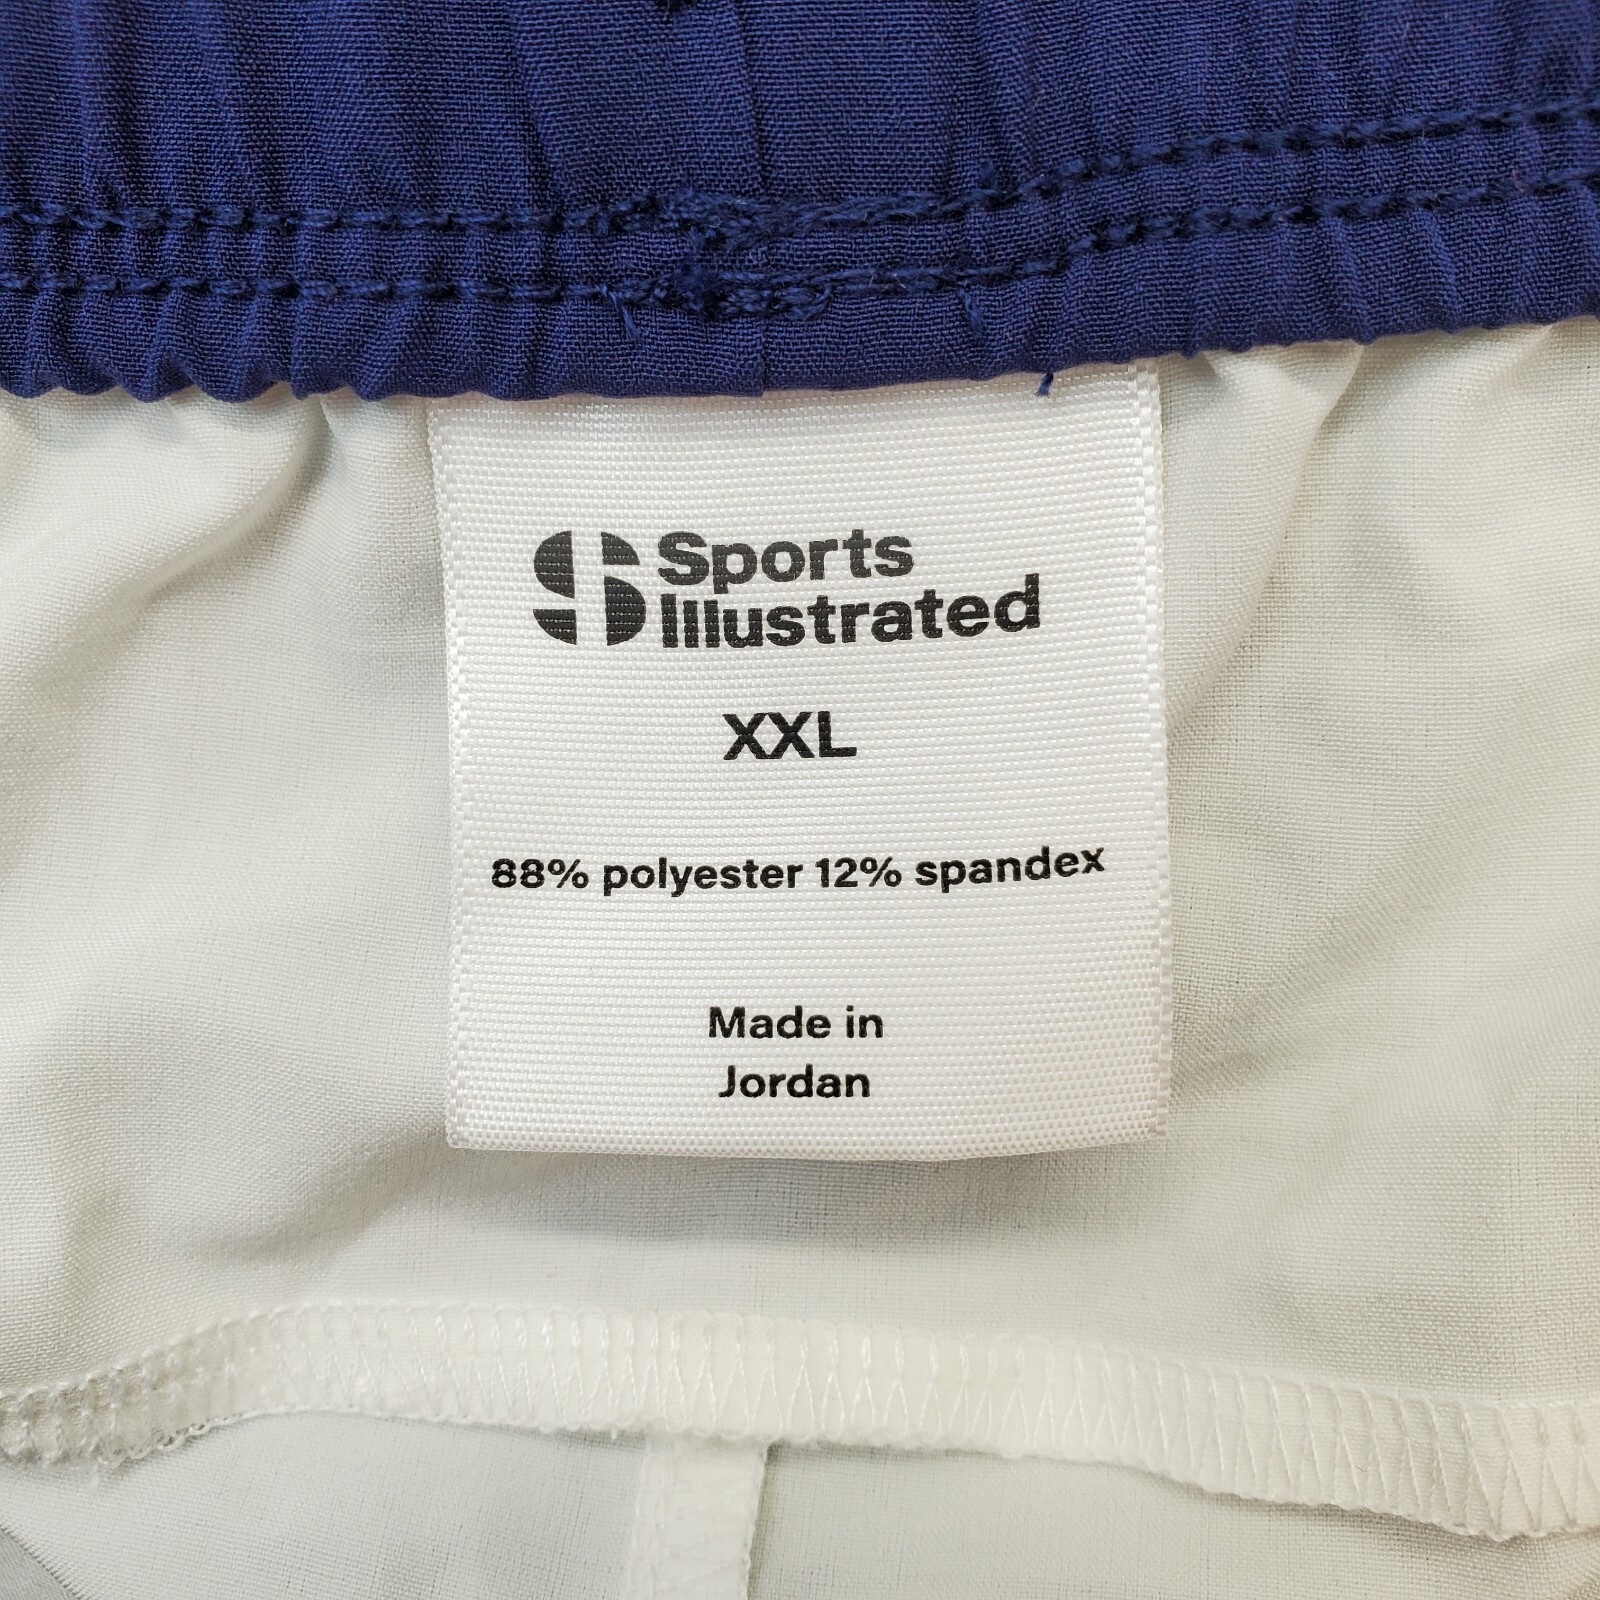 Sports
Illustrated
XXL
88% polyester 12% spandex
Made in
Jordan